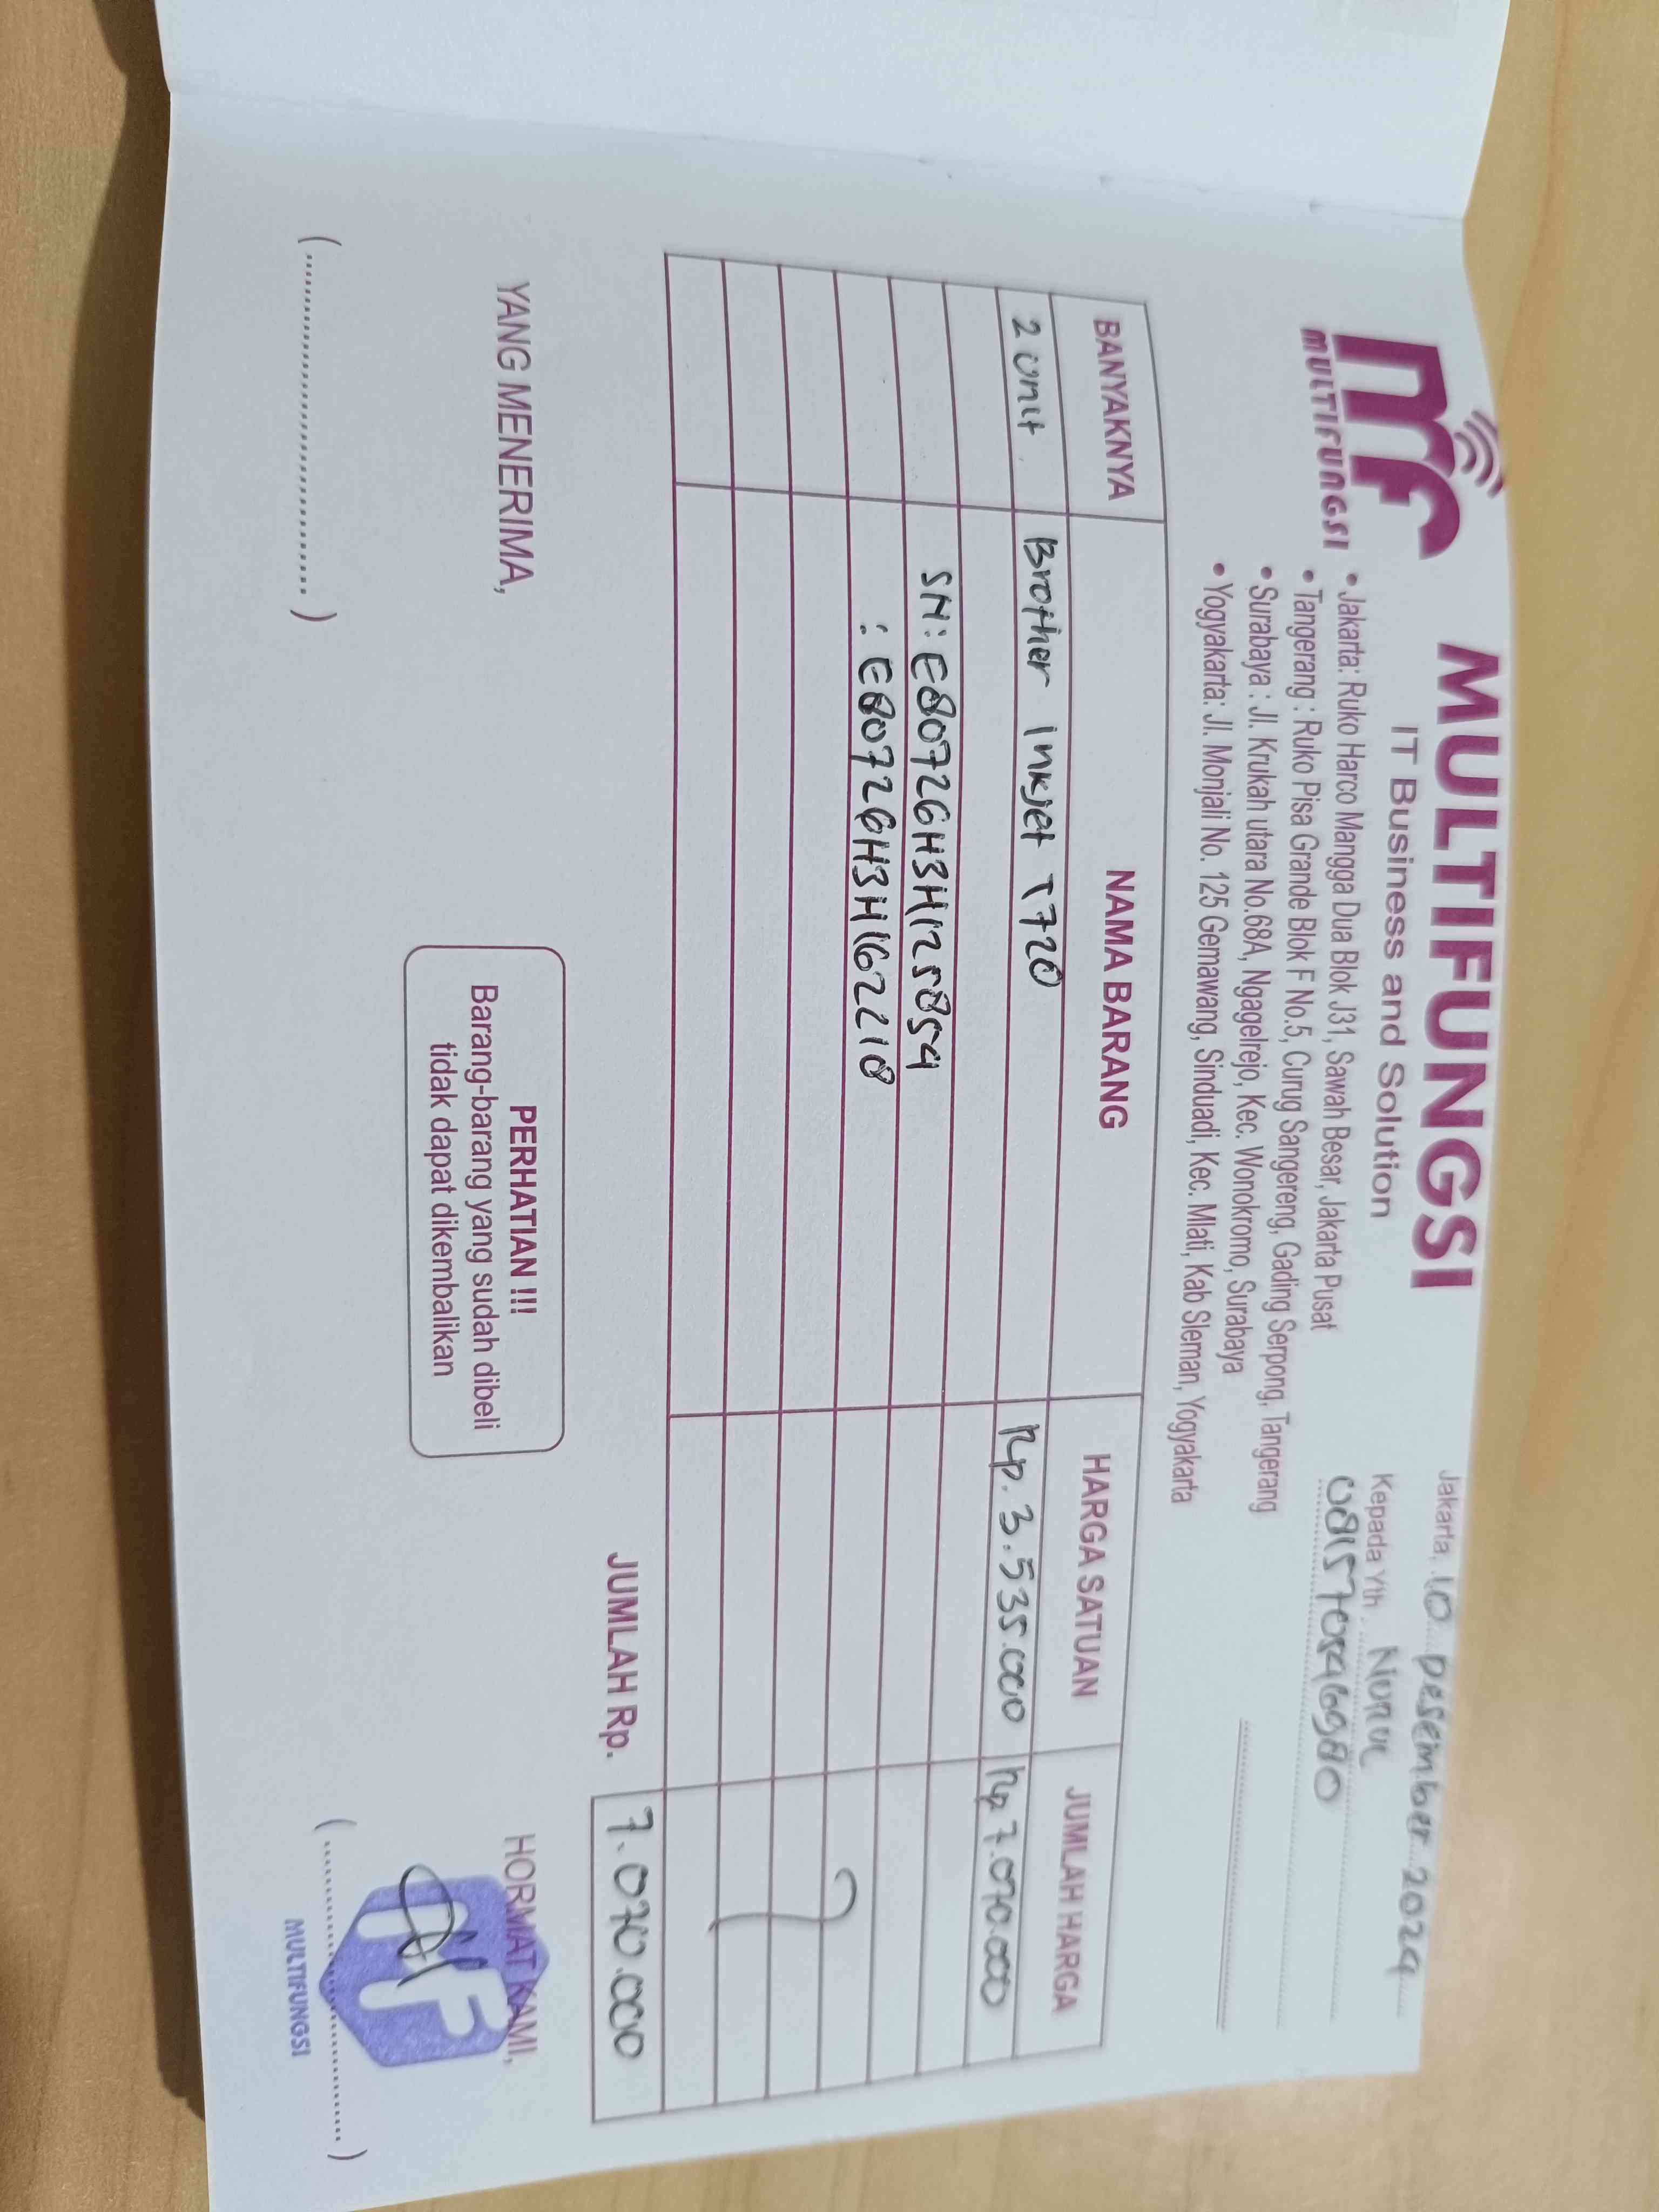 MULTIFUNGSI
MULTIFUNGSI
IT Business and Solution
• Jakarta: Ruko Harco Mangga Dua Blok J31, Sawah Besar, Jakarta Pusat
• Tangerang : Ruko Pisa Grande Blok F No.5, Curug Sangereng, Gading Serpong, Tangerang
• Surabaya : Jl. Krukah utara No.68A, Ngagelrejo, Kec. Wonokromo, Surabaya
• Yogyakarta: Jl. Monjali No. 125 Gemawang, Sinduadi, Kec. Mlati, Kab Sleman, Yogyakarta
Jakarta, 10 Desember 2024
Kepada Yth. Nurul
BANYAKNYA NAMA BARANG HARGA SATUAN JUMLAH HARGA
2 unit Brother Inkjet T720 Rp. 3.535.000 Rp 7.070.000
SN: E80726H3H125854
: E80726H3H162218
JUMLAH Rp. 7.070.000
YANG MENERIMA,
PERHATIAN !!!
Barang-barang yang sudah dibeli
tidak dapat dikembalikan
HORMAT KAMI,
MULTIFUNGSI